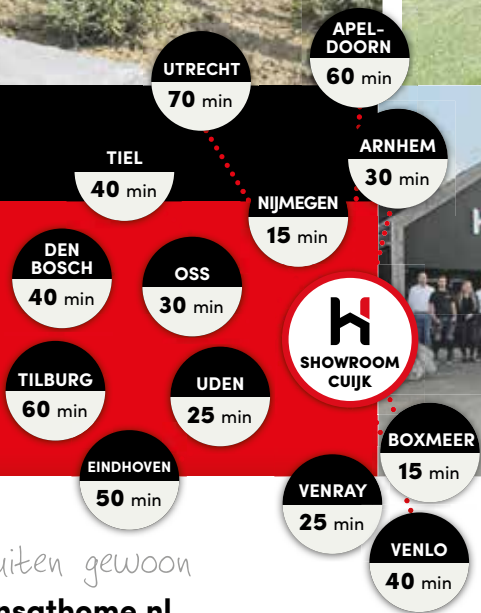 APEL-
DOORN
60 min
UTRECHT
70 min
ARNHEM
30 min
TIEL
40 min
NIJMEGEN
15 min
DEN
BOSCH
40 min
OSS
30 min
SHOWROOM
CUIJK
TILBURG
60 min
UDEN
25 min
BOXMEER
15 min
EINDHOVEN
50 min
VENRAY
25 min
VENLO
40 min
gewoon